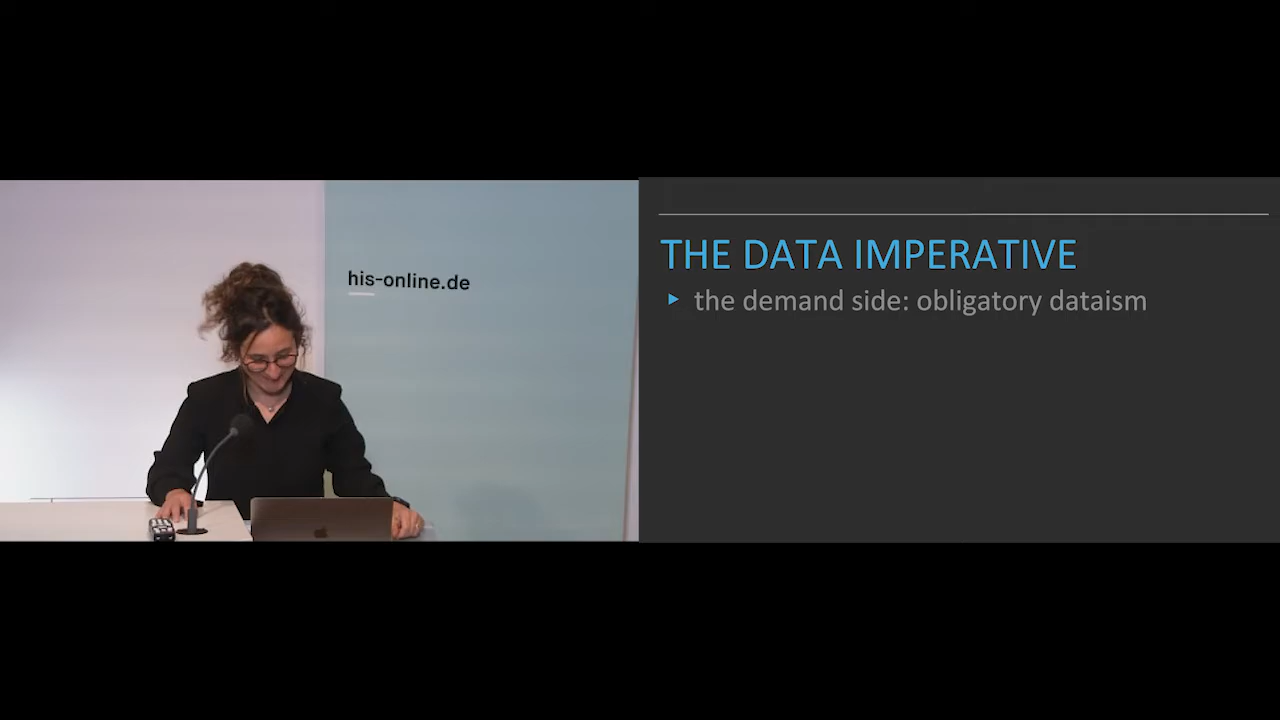 his-online.de
THE DATA IMPERATIVE
the demand side: obligatory dataism